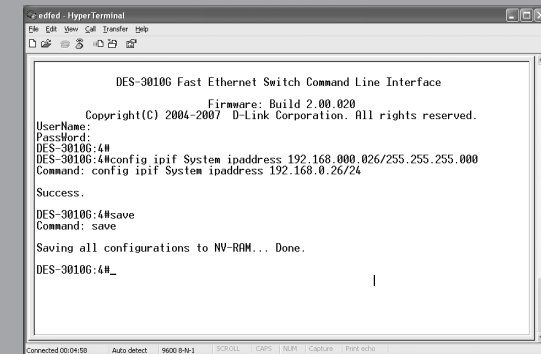 edfed - HyperTerminal
File Edit View Call Transfer Help
DES-3010G Fast Ethernet Switch Command Line Interface
Firmware: Build 2.00.020
Copyright(C) 2004-2007 D-Link Corporation. All rights reserved.
UserName:
PassWord:
DES-3010G:4#
DES-3010G:4#config ipif System ipaddress 192.168.000.026/255.255.255.000
Command: config ipif System ipaddress 192.168.0.26/24
Success.
DES-3010G:4#save
Command: save
Saving all configurations to NV-RAM... Done.
DES-3010G:4#_
Connected 00:04:58 Auto detect 9600 8-N-1 SCROLL CAPS NUM Capture Print echo